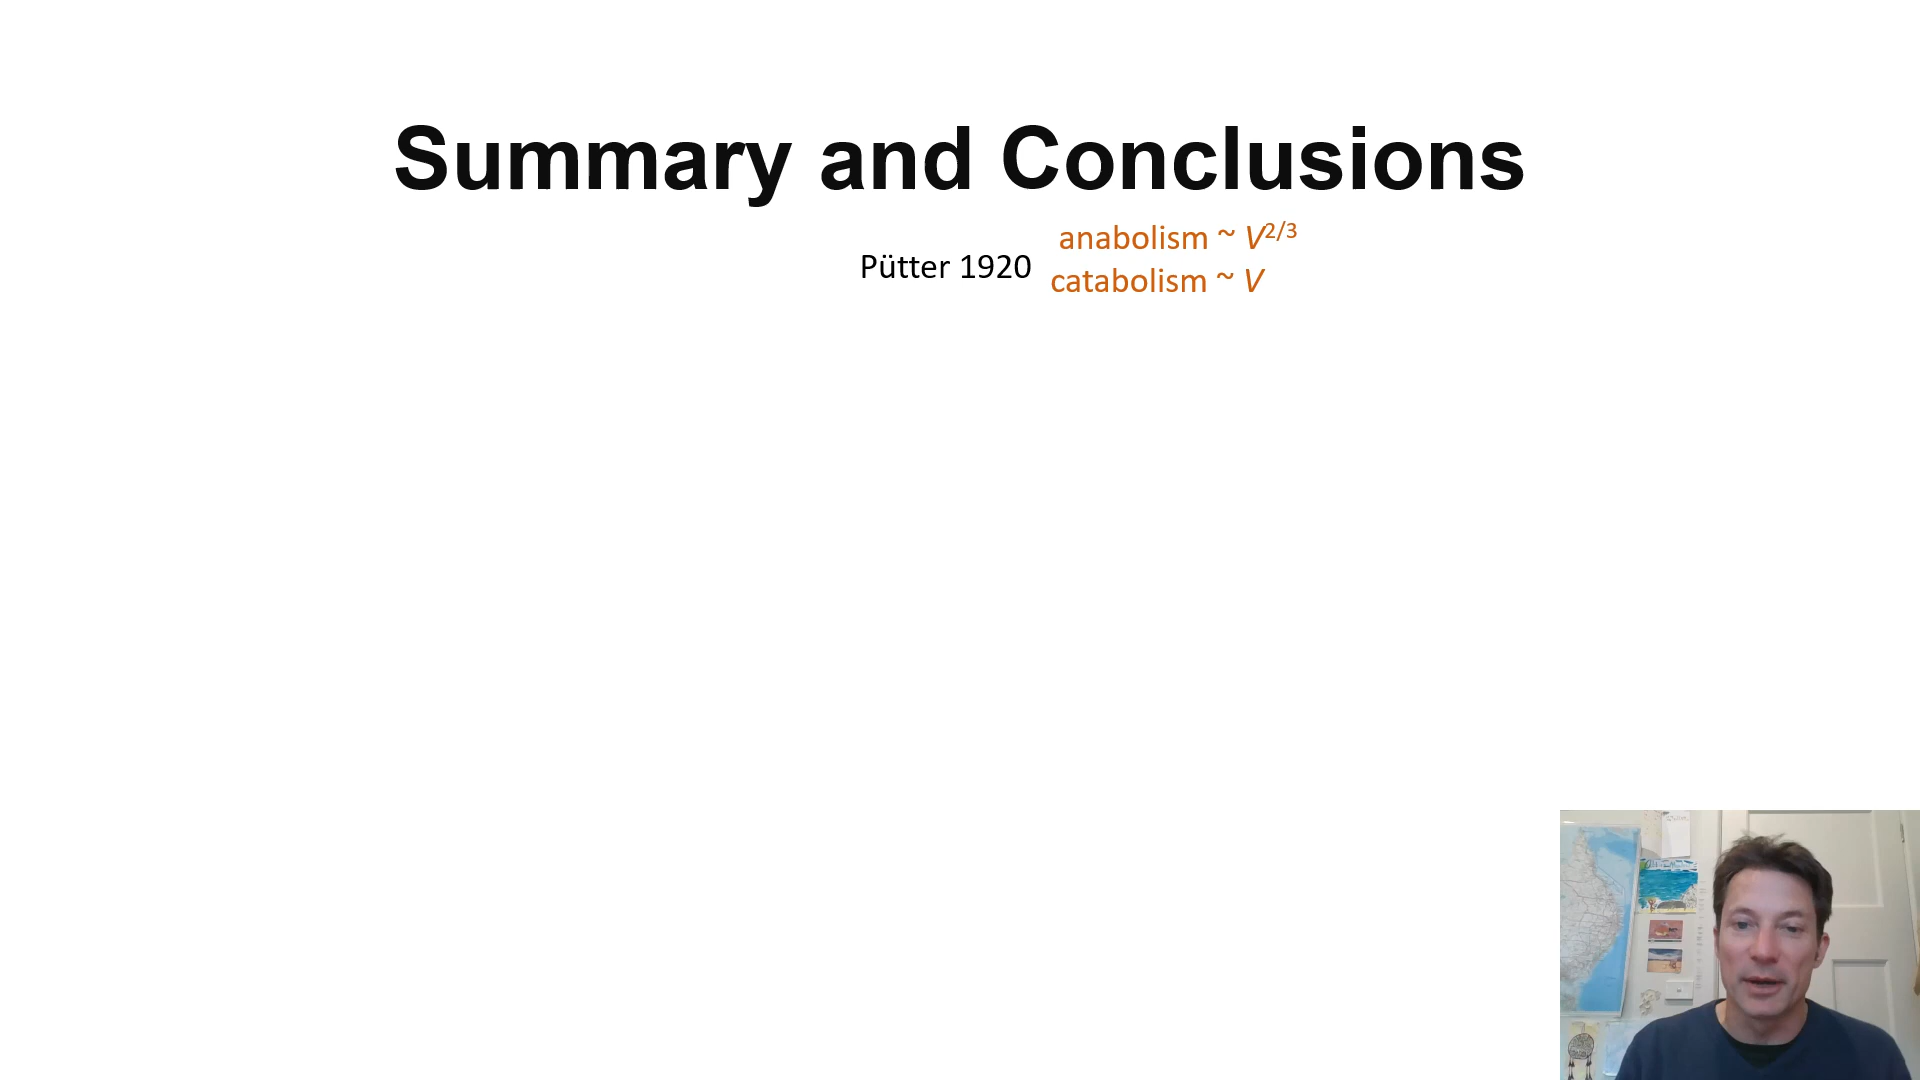 Summary and Conclusions
anabolism ~ V2/3
Pütter 1920
catabolism ~ V